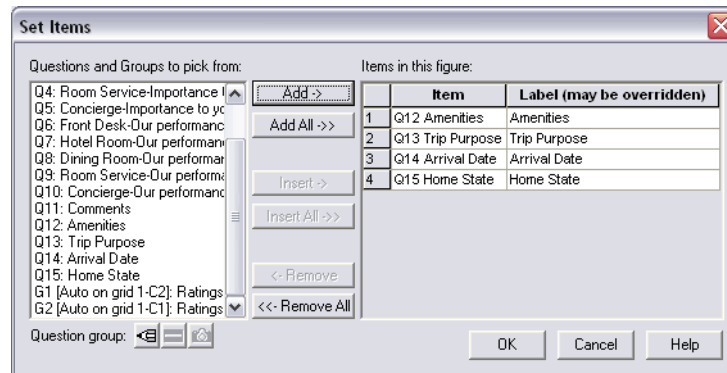 Set Items
Questions and Groups to pick from:
Q4: Room Service-Importance
Q5: Concierge-Importance to yo
Q6: Front Desk-Our performanc
Q7: Hotel Room-Our performan
Q8: Dining Room-Our performan
Q9: Room Service-Our performa
Q10: Concierge-Our performanc
Q11: Comments
Q12: Amenities
Q13: Trip Purpose
Q14: Arrival Date
Q15: Home State
G1 [Auto on grid 1-C2]: Ratings
G2 [Auto on grid 1-C1]: Ratings
Question group:
Add ->
Add All ->>
Insert ->
Insert All ->>
<- Remove
<<- Remove All
Items in this figure:
Item Label (may be overridden)
1 Q12 Amenities Amenities
2 Q13 Trip Purpose Trip Purpose
3 Q14 Arrival Date Arrival Date
4 Q15 Home State Home State
OK Cancel Help